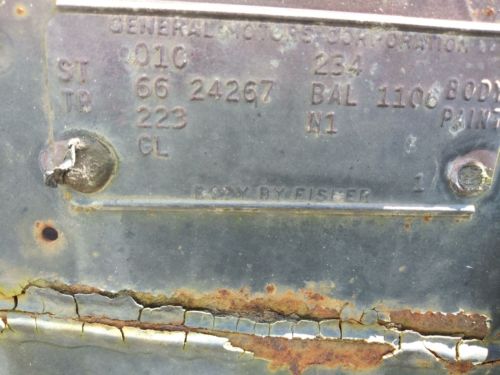 GENERAL MOTORS CORPORATION
01C 234
ST 66 24267 BAL 1106 BODY
TR 223 N1 PAINT
CL
1
BODY BY FISHER